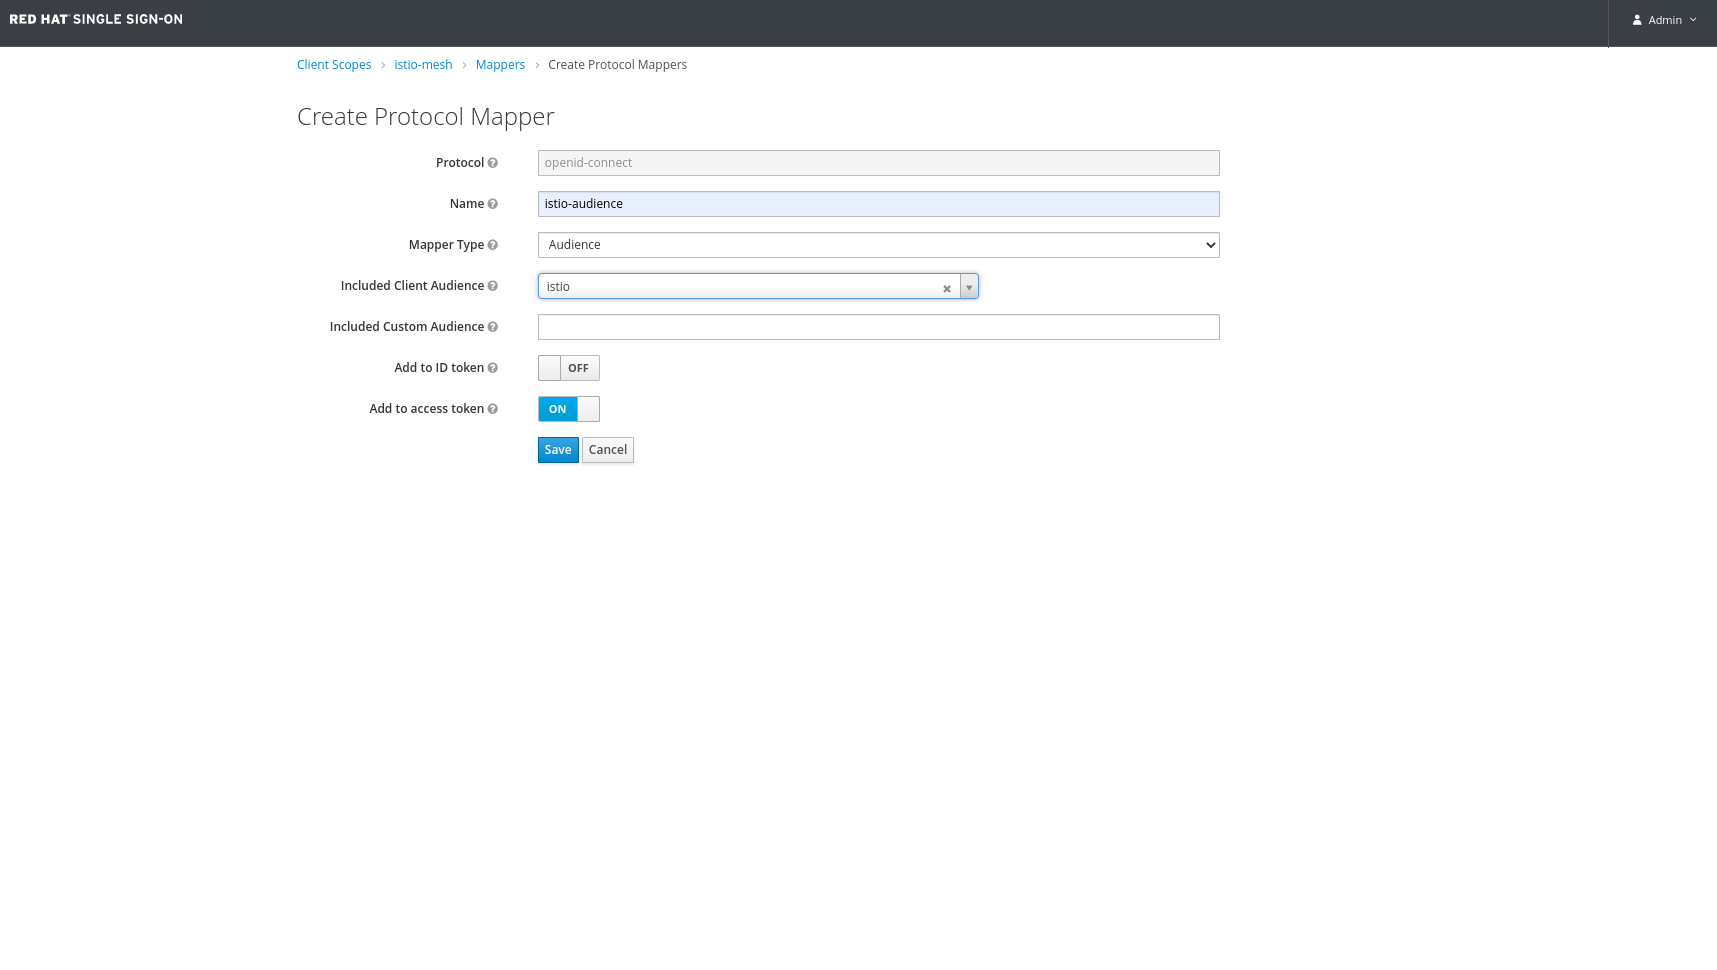 RED HAT SINGLE SIGN-ON
Admin
Client Scopes > istio-mesh > Mappers > Create Protocol Mappers
Create Protocol Mapper
Protocol openid-connect
Name istio-audience
Mapper Type Audience
Included Client Audience istio
Included Custom Audience
Add to ID token OFF
Add to access token ON
Save Cancel